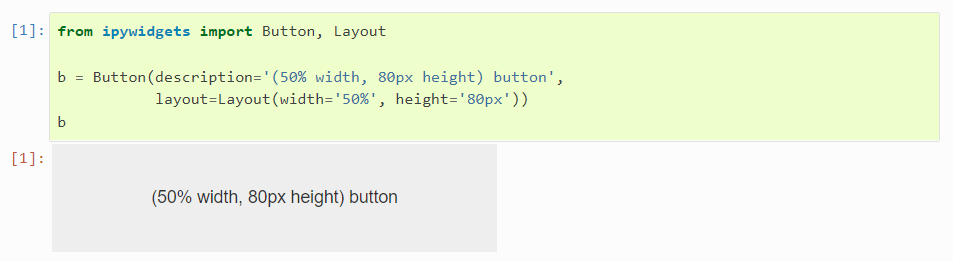 [1]: from ipywidgets import Button, Layout
b = Button(description='(50% width, 80px height) button',
layout=Layout(width='50%', height='80px'))
b
[1]:
(50% width, 80px height) button